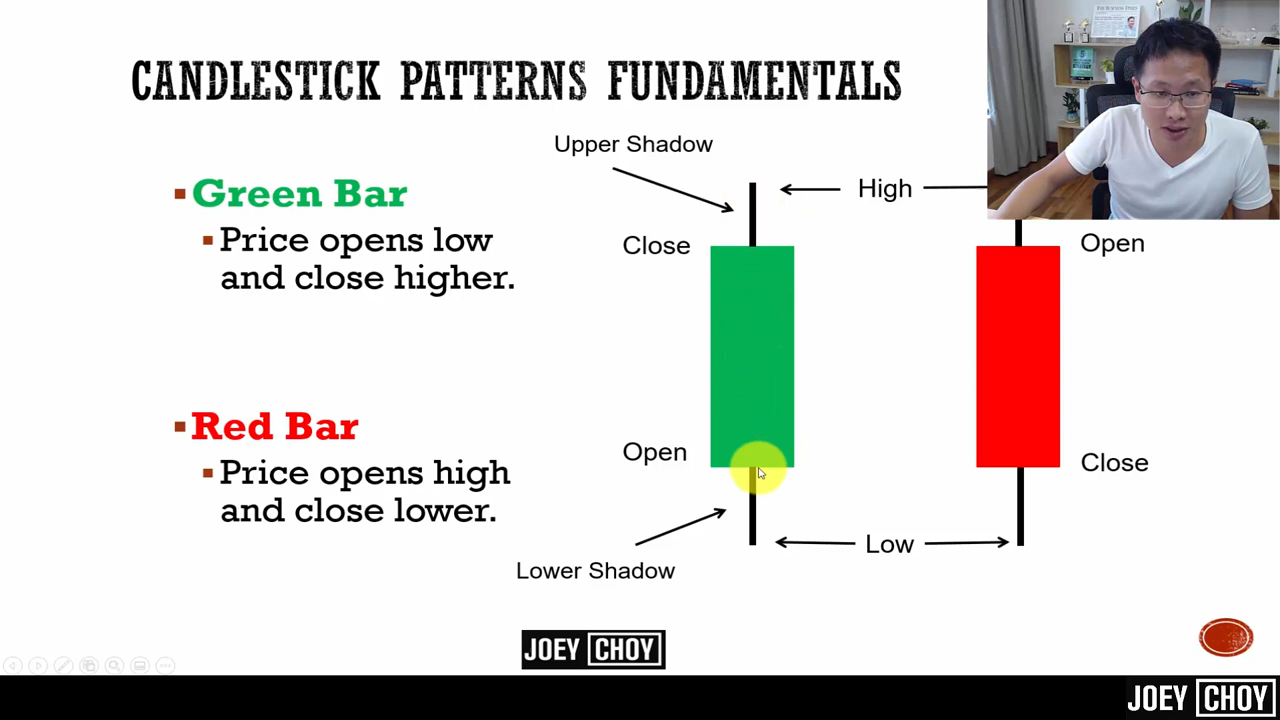 CANDLESTICK PATTERNS FUNDAMENTALS
Upper Shadow
Green Bar
High
Price opens low
and close higher.
Close
Open
Red Bar
Open
Close
Price opens high
and close lower.
Low
Lower Shadow
JOEY CHOY
JOEY CHOY